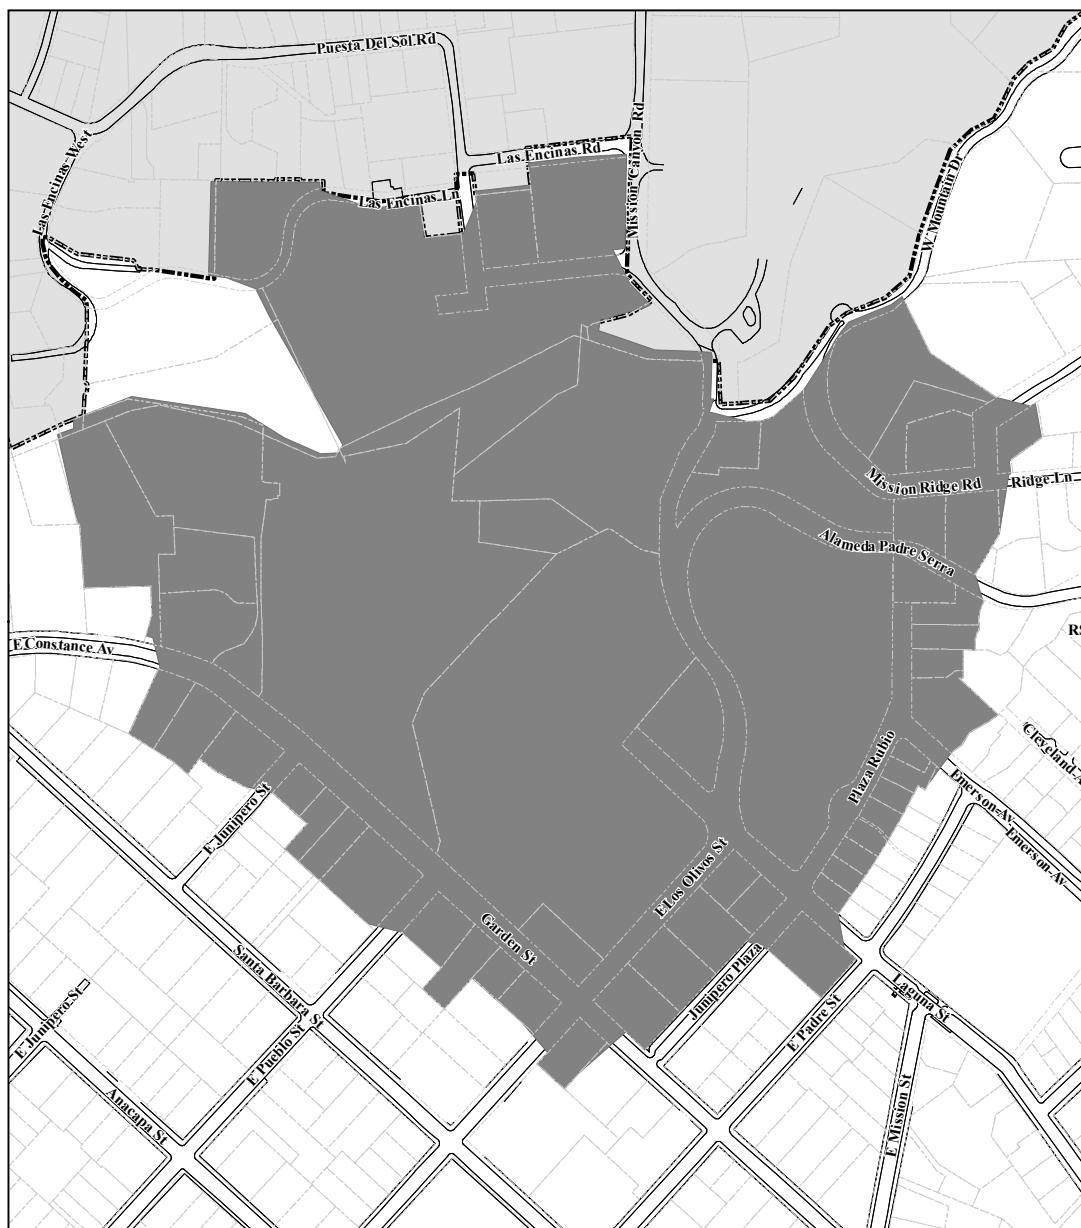 Puesta Del Sol Rd
Mission Canyon Rd
Las Encinas West
Las Encinas Rd
W Mountain Dr
Las Encinas Ln
Mission Ridge Rd
Ridge Ln
Alameda Padre Serra
RS
E Constance Av
Cleveland A
Plaza Rubio
Emerson Av
E Junipero St
Emerson Av
E Los Olivos St
Garden St
Santa Barbara St
Junipero Plaza
Laguna St
E Junipero St
E Padre St
E Pueblo St
Anacapa St
E Mission St